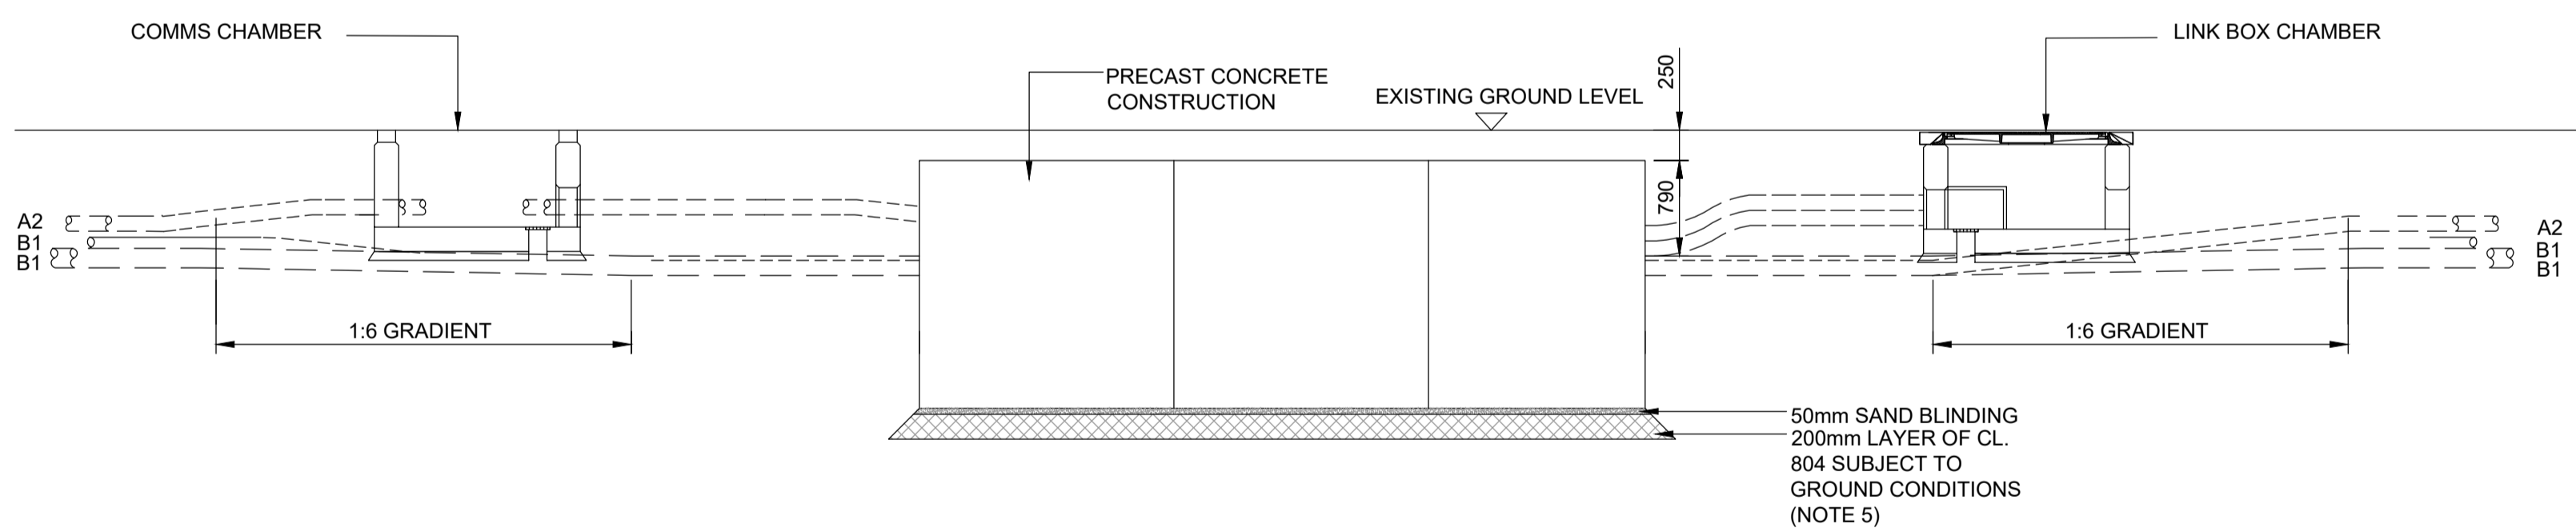 COMMS CHAMBER
LINK BOX CHAMBER
PRECAST CONCRETE
CONSTRUCTION
EXISTING GROUND LEVEL
250
790
A2
B1
B1
A2
B1
B1
1:6 GRADIENT
1:6 GRADIENT
50mm SAND BLINDING
200mm LAYER OF CL.
804 SUBJECT TO
GROUND CONDITIONS
(NOTE 5)